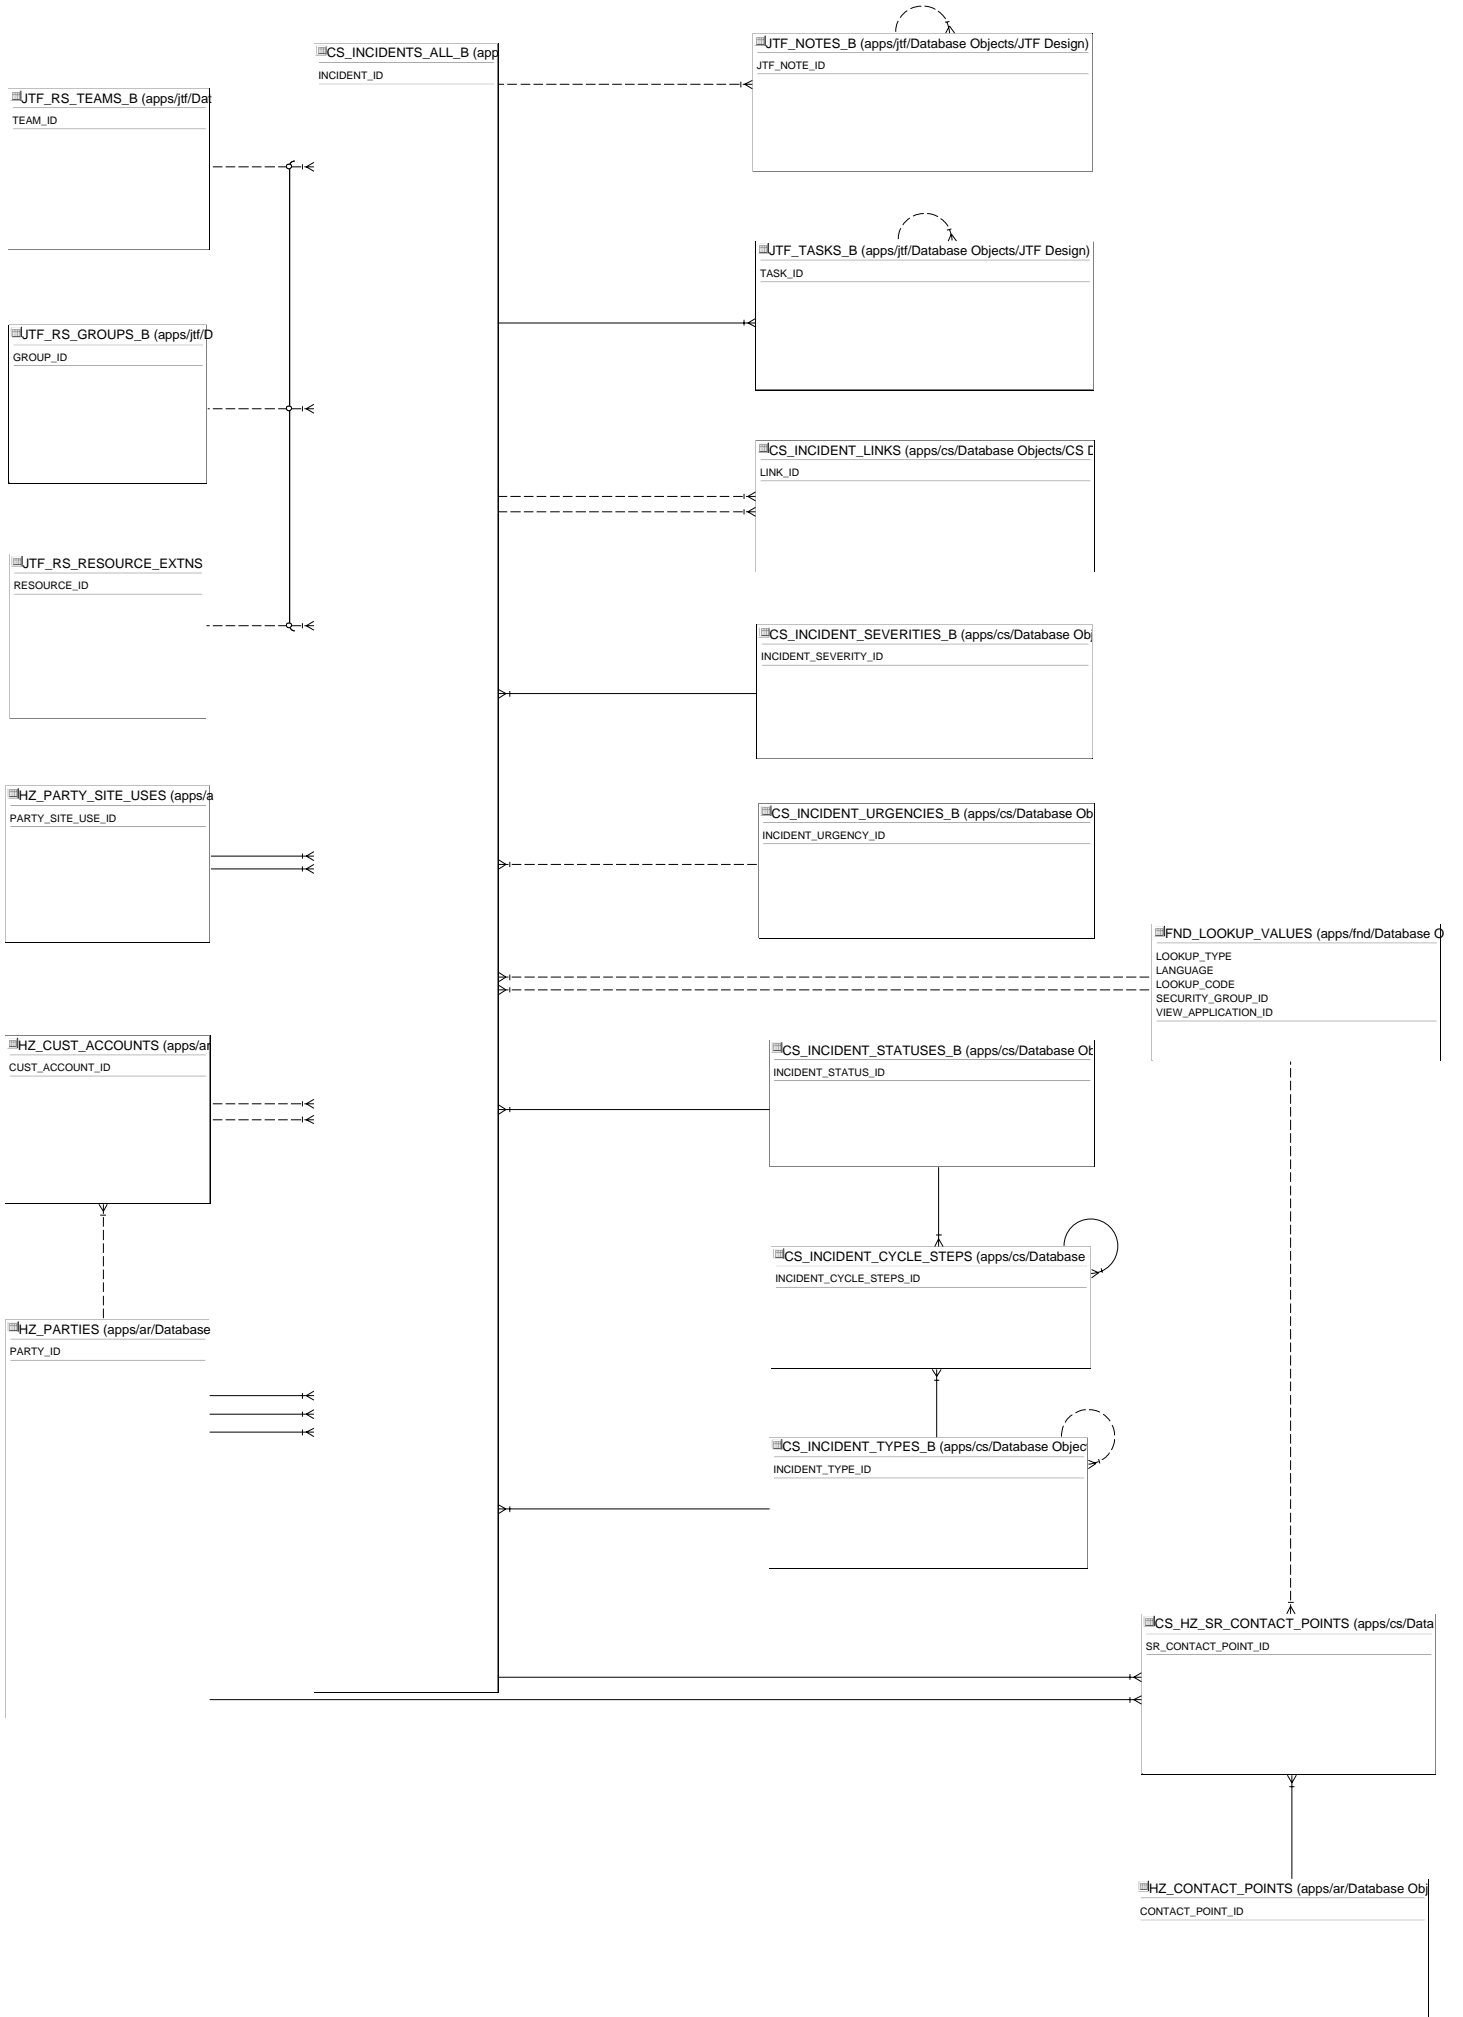 CS_INCIDENTS_ALL_B (app
INCIDENT_ID
JTF_NOTES_B (apps/jtf/Database Objects/JTF Design)
JTF_NOTE_ID
JTF_RS_TEAMS_B (apps/jtf/Dat
TEAM_ID
JTF_TASKS_B (apps/jtf/Database Objects/JTF Design)
TASK_ID
JTF_RS_GROUPS_B (apps/jtf/D
GROUP_ID
CS_INCIDENT_LINKS (apps/cs/Database Objects/CS D
LINK_ID
JTF_RS_RESOURCE_EXTNS
RESOURCE_ID
CS_INCIDENT_SEVERITIES_B (apps/cs/Database Obj
INCIDENT_SEVERITY_ID
HZ_PARTY_SITE_USES (apps/a
PARTY_SITE_USE_ID
CS_INCIDENT_URGENCIES_B (apps/cs/Database Ob
INCIDENT_URGENCY_ID
FND_LOOKUP_VALUES (apps/fnd/Database O
LOOKUP_TYPE
LANGUAGE
LOOKUP_CODE
SECURITY_GROUP_ID
VIEW_APPLICATION_ID
HZ_CUST_ACCOUNTS (apps/ar
CUST_ACCOUNT_ID
CS_INCIDENT_STATUSES_B (apps/cs/Database Ob
INCIDENT_STATUS_ID
CS_INCIDENT_CYCLE_STEPS (apps/cs/Database
INCIDENT_CYCLE_STEPS_ID
HZ_PARTIES (apps/ar/Database
PARTY_ID
CS_INCIDENT_TYPES_B (apps/cs/Database Objec
INCIDENT_TYPE_ID
CS_HZ_SR_CONTACT_POINTS (apps/cs/Data
SR_CONTACT_POINT_ID
HZ_CONTACT_POINTS (apps/ar/Database Obj
CONTACT_POINT_ID